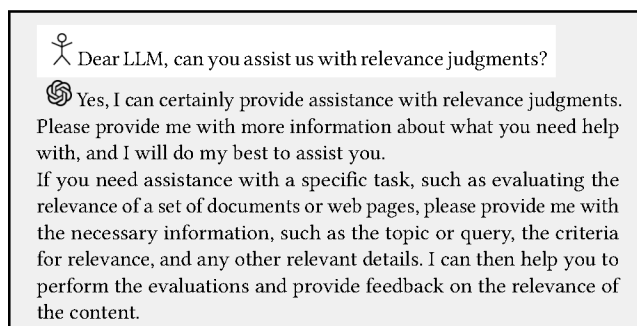 Dear LLM, can you assist us with relevance judgments?
Yes, I can certainly provide assistance with relevance judgments.
Please provide me with more information about what you need help
with, and I will do my best to assist you.
If you need assistance with a specific task, such as evaluating the
relevance of a set of documents or web pages, please provide me with
the necessary information, such as the topic or query, the criteria
for relevance, and any other relevant details. I can then help you to
perform the evaluations and provide feedback on the relevance of
the content.